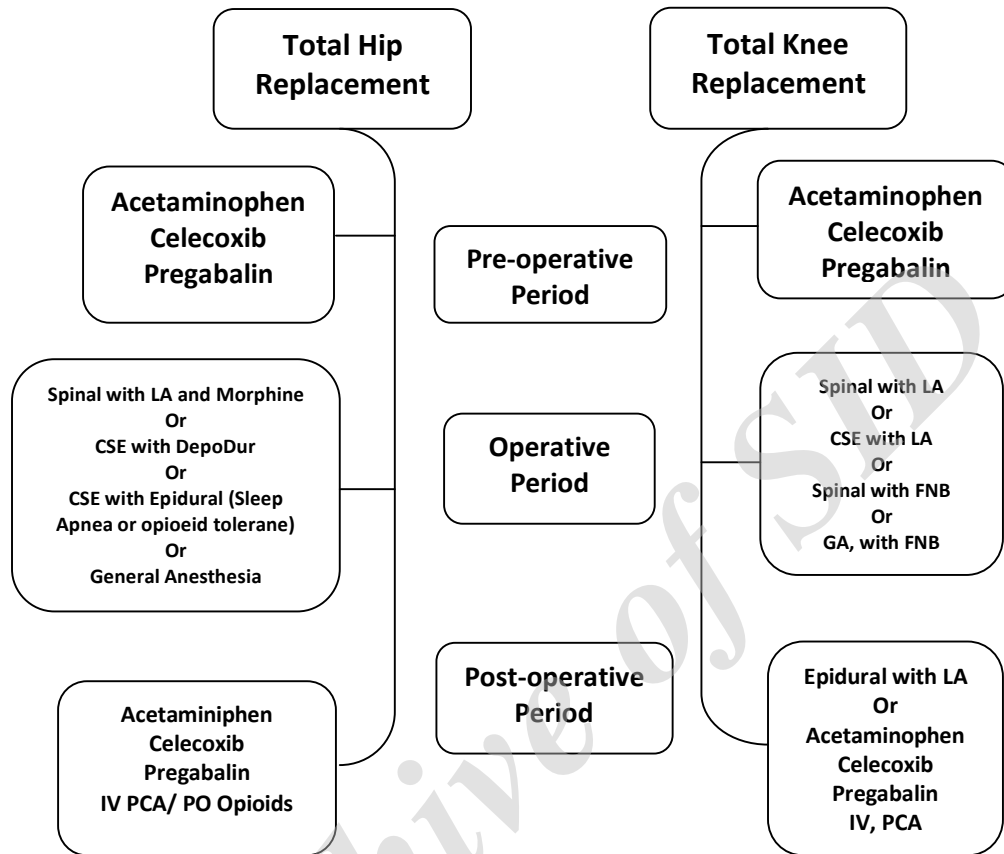 Total Hip
Replacement
Total Knee
Replacement
Acetaminophen
Celecoxib
Pregabalin
Pre-operative
Period
Acetaminophen
Celecoxib
Pregabalin
Spinal with LA and Morphine
Or
CSE with DepoDur
Or
CSE with Epidural (Sleep
Apnea or opioeid tolerane)
Or
General Anesthesia
Operative
Period
Spinal with LA
Or
CSE with LA
Or
Spinal with FNB
Or
GA, with FNB
Acetaminiphen
Celecoxib
Pregabalin
IV PCA/ PO Opioids
Post-operative
Period
Epidural with LA
Or
Acetaminophen
Celecoxib
Pregabalin
IV, PCA
hive of SID